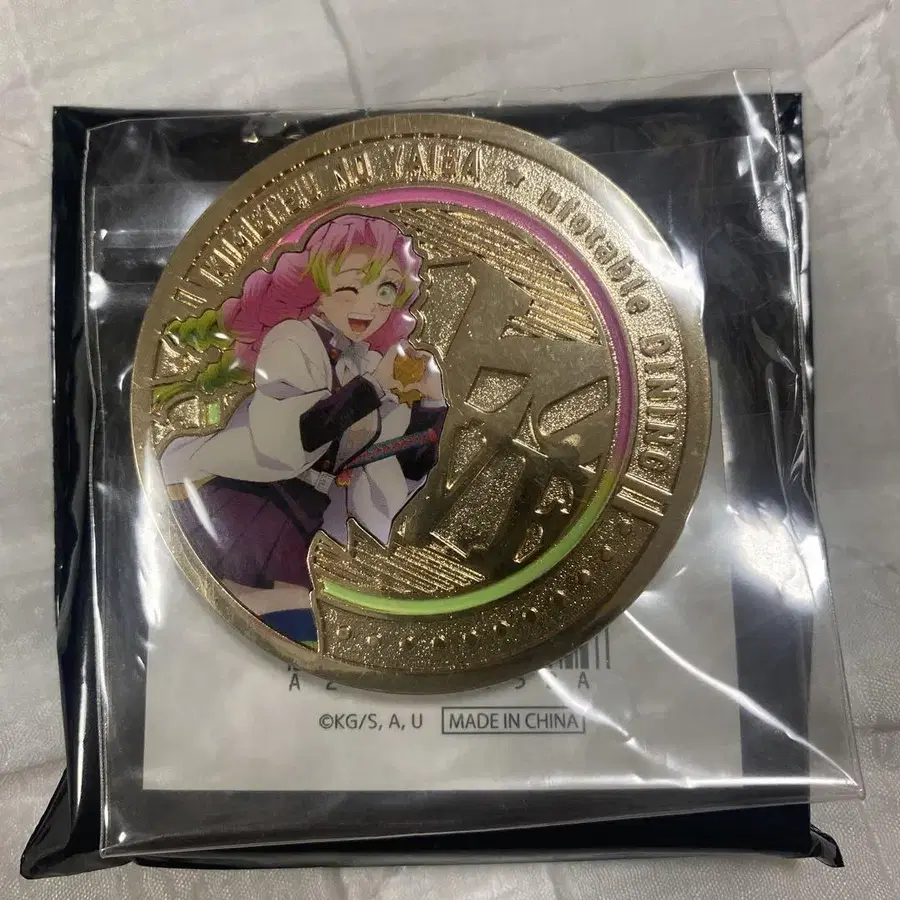 KIMETSU NO YAIBA ★ ufotable DINING
©KG/S, A, U
MADE IN CHINA